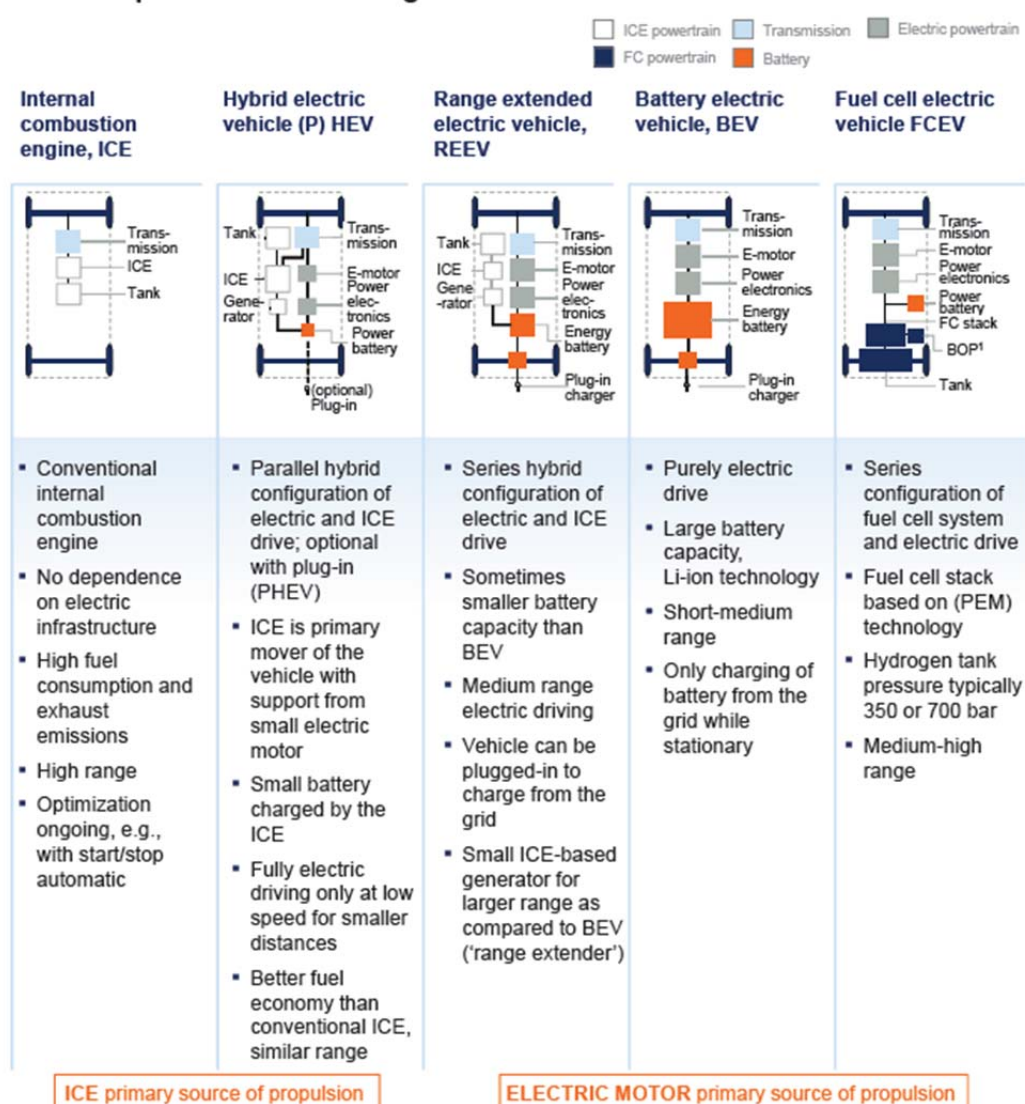 ICE powertrain
Transmission
Electric powertrain
FC powertrain
Battery
Internal
combustion
engine, ICE
Hybrid electric
vehicle (P) HEV
Range extended
electric vehicle,
REEV
Battery electric
vehicle, BEV
Fuel cell electric
vehicle FCEV
Trans-
mission
ICE
Tank
Tank
Trans-
mission
ICE
E-motor
Gene-
rator
Power
elec-
tronics
Power
battery
(optional)
Plug-in
Tank
Trans-
mission
ICE
E-motor
Gene-
rator
Power
elec-
tronics
Energy
battery
Plug-in
charger
Trans-
mission
E-motor
Power
electronics
Energy
battery
Plug-in
charger
Trans-
mission
E-motor
Power
electronics
Power
battery
FC stack
BOP¹
Tank
▪ Conventional
internal
combustion
engine
▪ No dependence
on electric
infrastructure
▪ High fuel
consumption and
exhaust
emissions
▪ High range
▪ Optimization
ongoing, e.g.,
with start/stop
automatic
▪ Parallel hybrid
configuration of
electric and ICE
drive; optional
with plug-in
(PHEV)
▪ ICE is primary
mover of the
vehicle with
support from
small electric
motor
▪ Small battery
charged by the
ICE
▪ Fully electric
driving only at low
speed for smaller
distances
▪ Better fuel
economy than
conventional ICE,
similar range
▪ Series hybrid
configuration of
electric and ICE
drive
▪ Sometimes
smaller battery
capacity than
BEV
▪ Medium range
electric driving
▪ Vehicle can be
plugged-in to
charge from the
grid
▪ Small ICE-based
generator for
larger range as
compared to BEV
(‘range extender’)
▪ Purely electric
drive
▪ Large battery
capacity,
Li-ion technology
▪ Short-medium
range
▪ Only charging of
battery from the
grid while
stationary
▪ Series
configuration of
fuel cell system
and electric drive
▪ Fuel cell stack
based on (PEM)
technology
▪ Hydrogen tank
pressure typically
350 or 700 bar
▪ Medium-high
range
ICE primary source of propulsion
ELECTRIC MOTOR primary source of propulsion